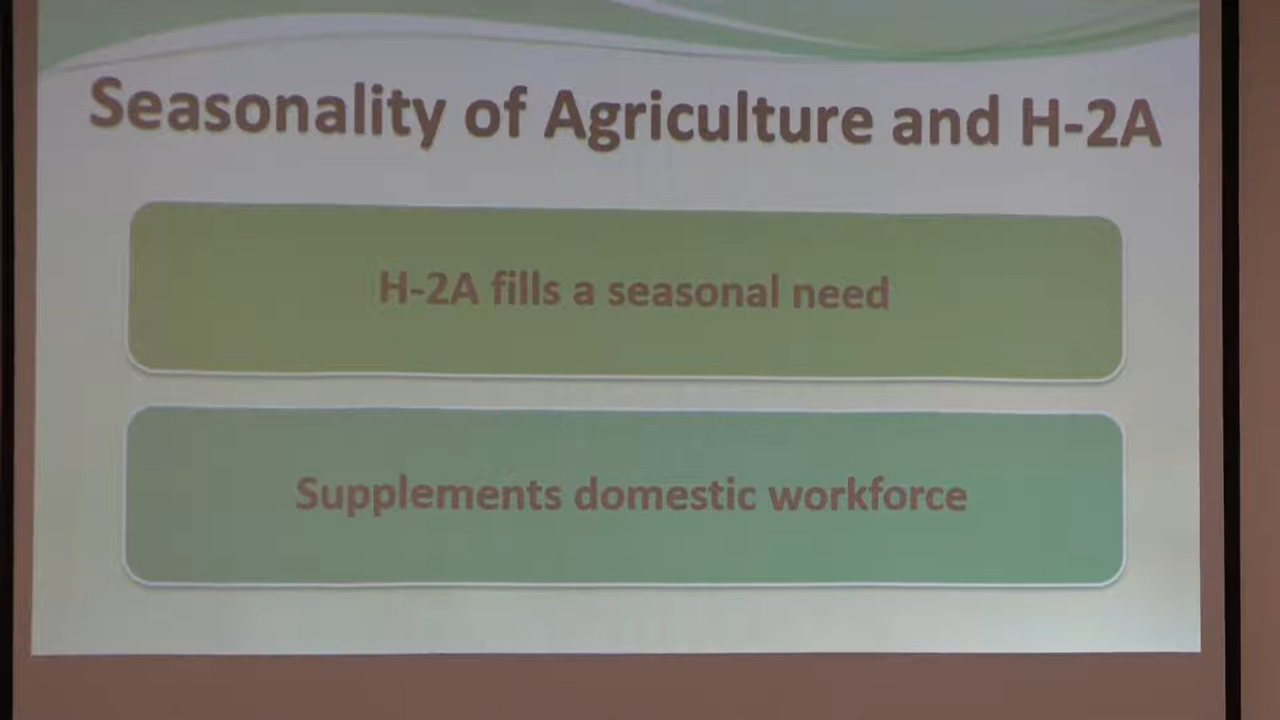 Seasonality of Agriculture and H-2A
H-2A fills a seasonal need
Supplements domestic workforce